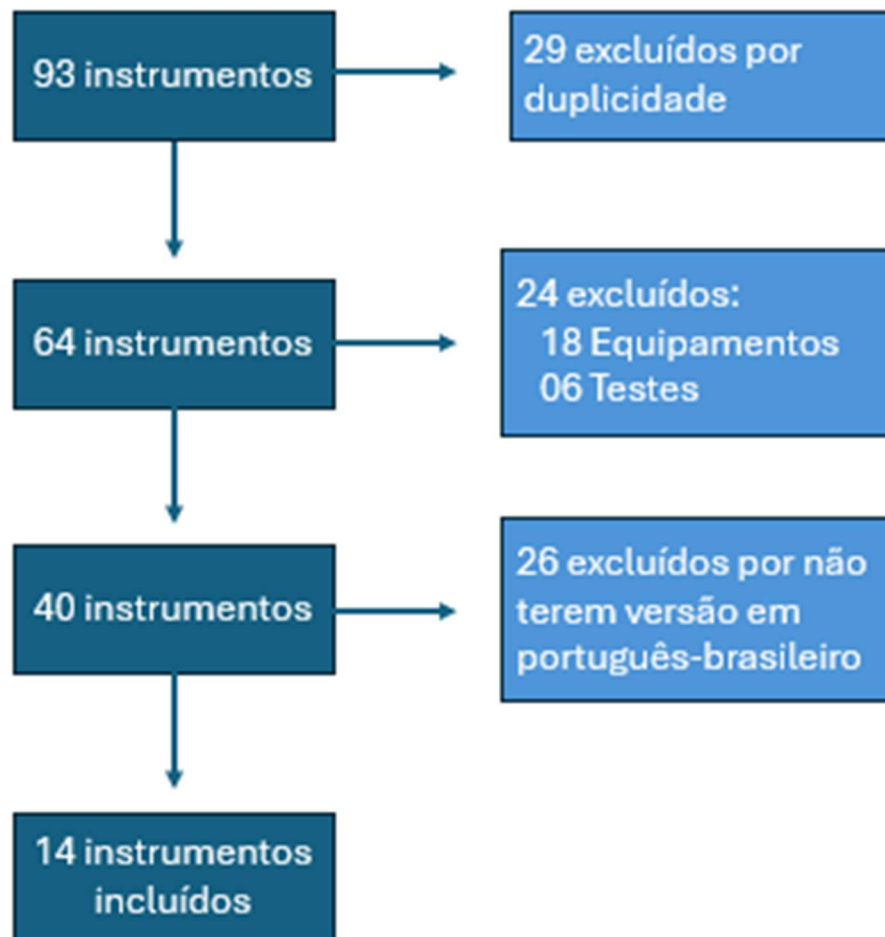 93 instrumentos
29 excluídos por
duplicidade
64 instrumentos
24 excluídos:
18 Equipamentos
06 Testes
40 instrumentos
26 excluídos por não
terem versão em
português-brasileiro
14 instrumentos
incluídos